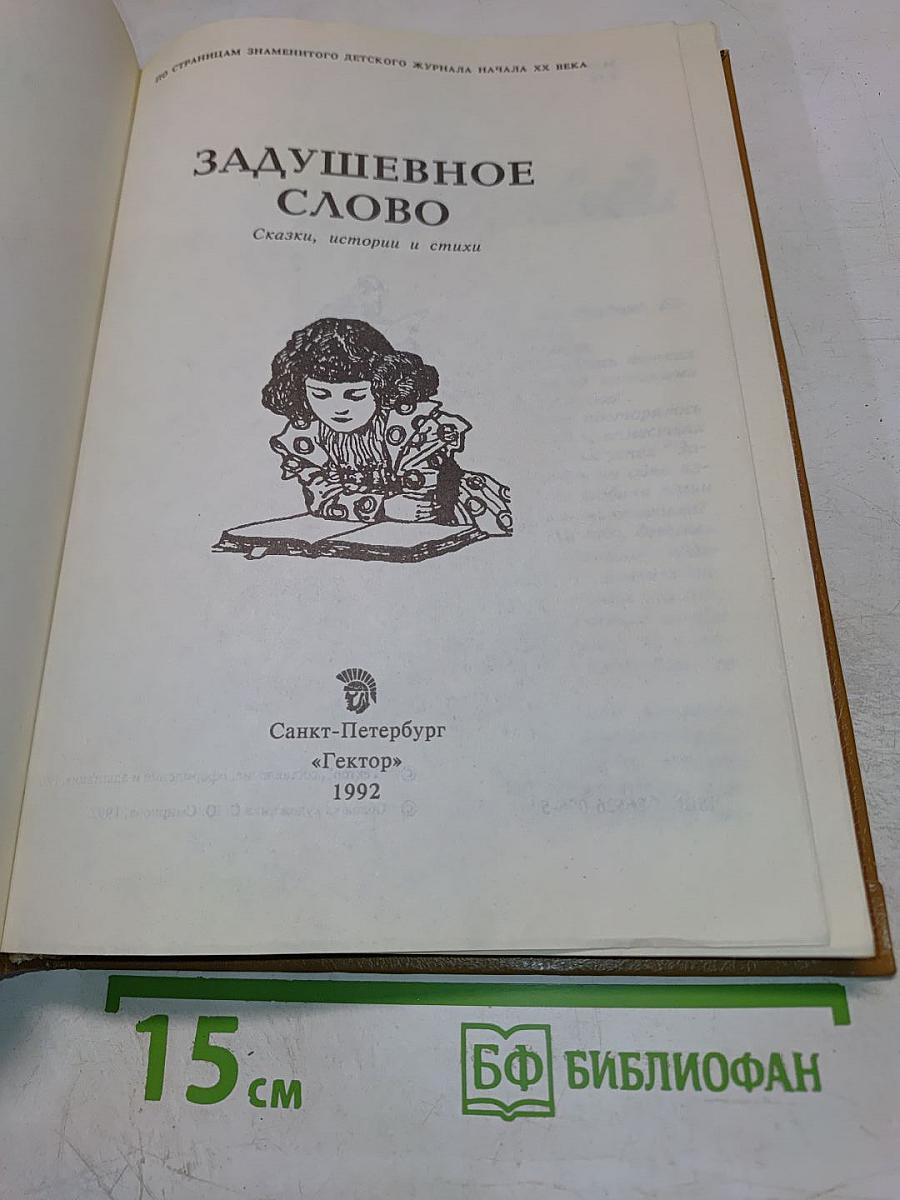 ПО СТРАНИЦАМ ЗНАМЕНИТОГО ДЕТСКОГО ЖУРНАЛА НАЧАЛА XX ВЕКА
ЗАДУШЕВНОЕ
СЛОВО
Сказки, истории и стихи
Санкт-Петербург
«Гектор»
1992
15 см
БФ БИБЛИОФАН